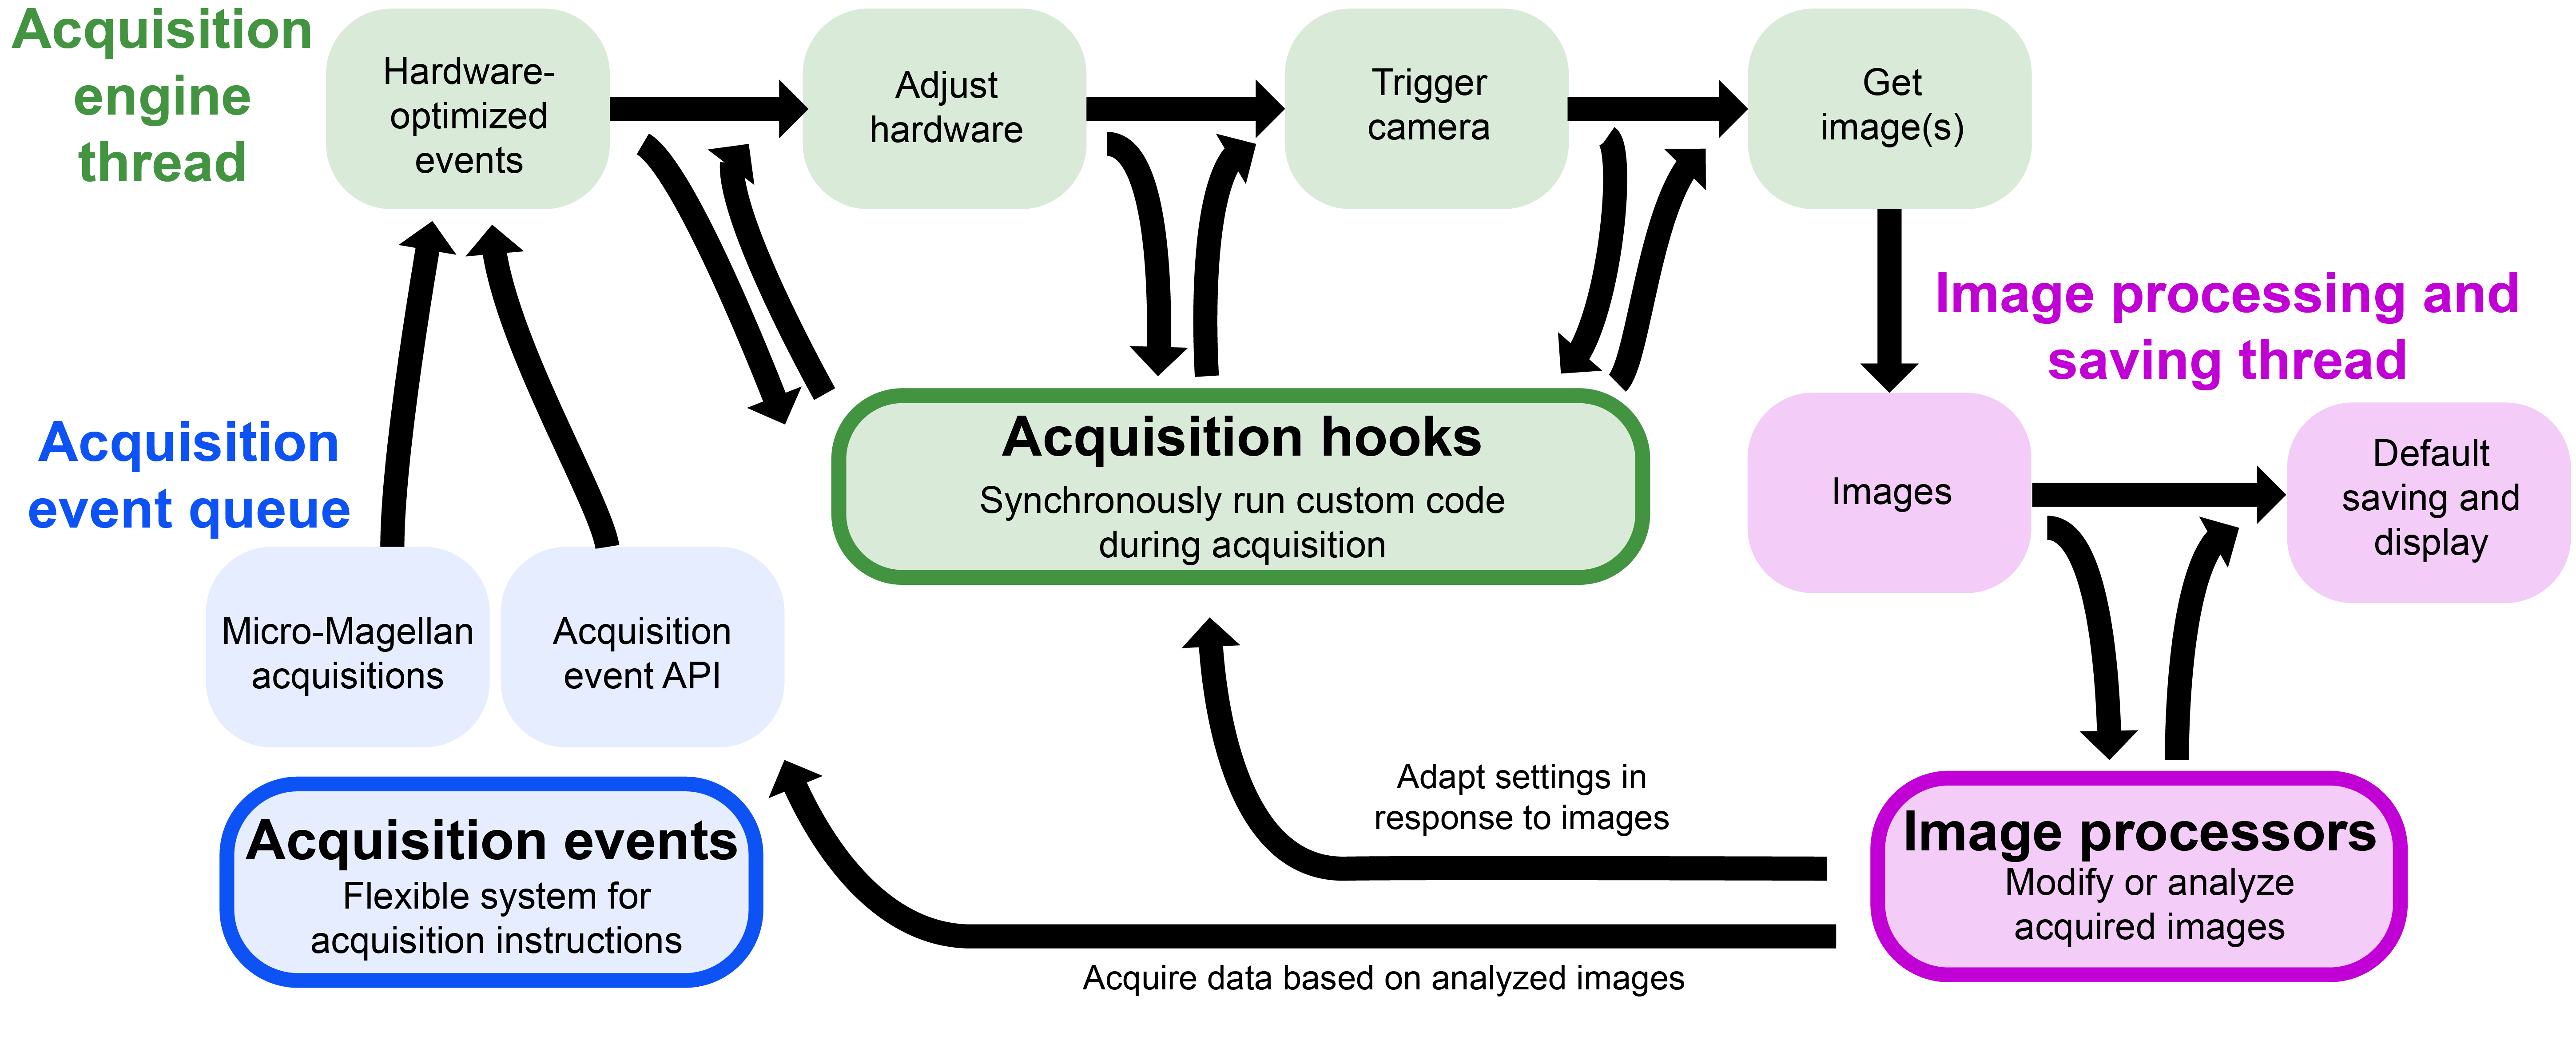 Acquisition
engine
thread
Hardware-
optimized
events
Adjust
hardware
Trigger
camera
Get
image(s)
Image processing and
saving thread
Acquisition
event queue
Acquisition hooks
Synchronously run custom code
during acquisition
Images
Default
saving and
display
Micro-Magellan
acquisitions
Acquisition
event API
Adapt settings in
response to images
Acquisition events
Flexible system for
acquisition instructions
Image processors
Modify or analyze
acquired images
Acquire data based on analyzed images